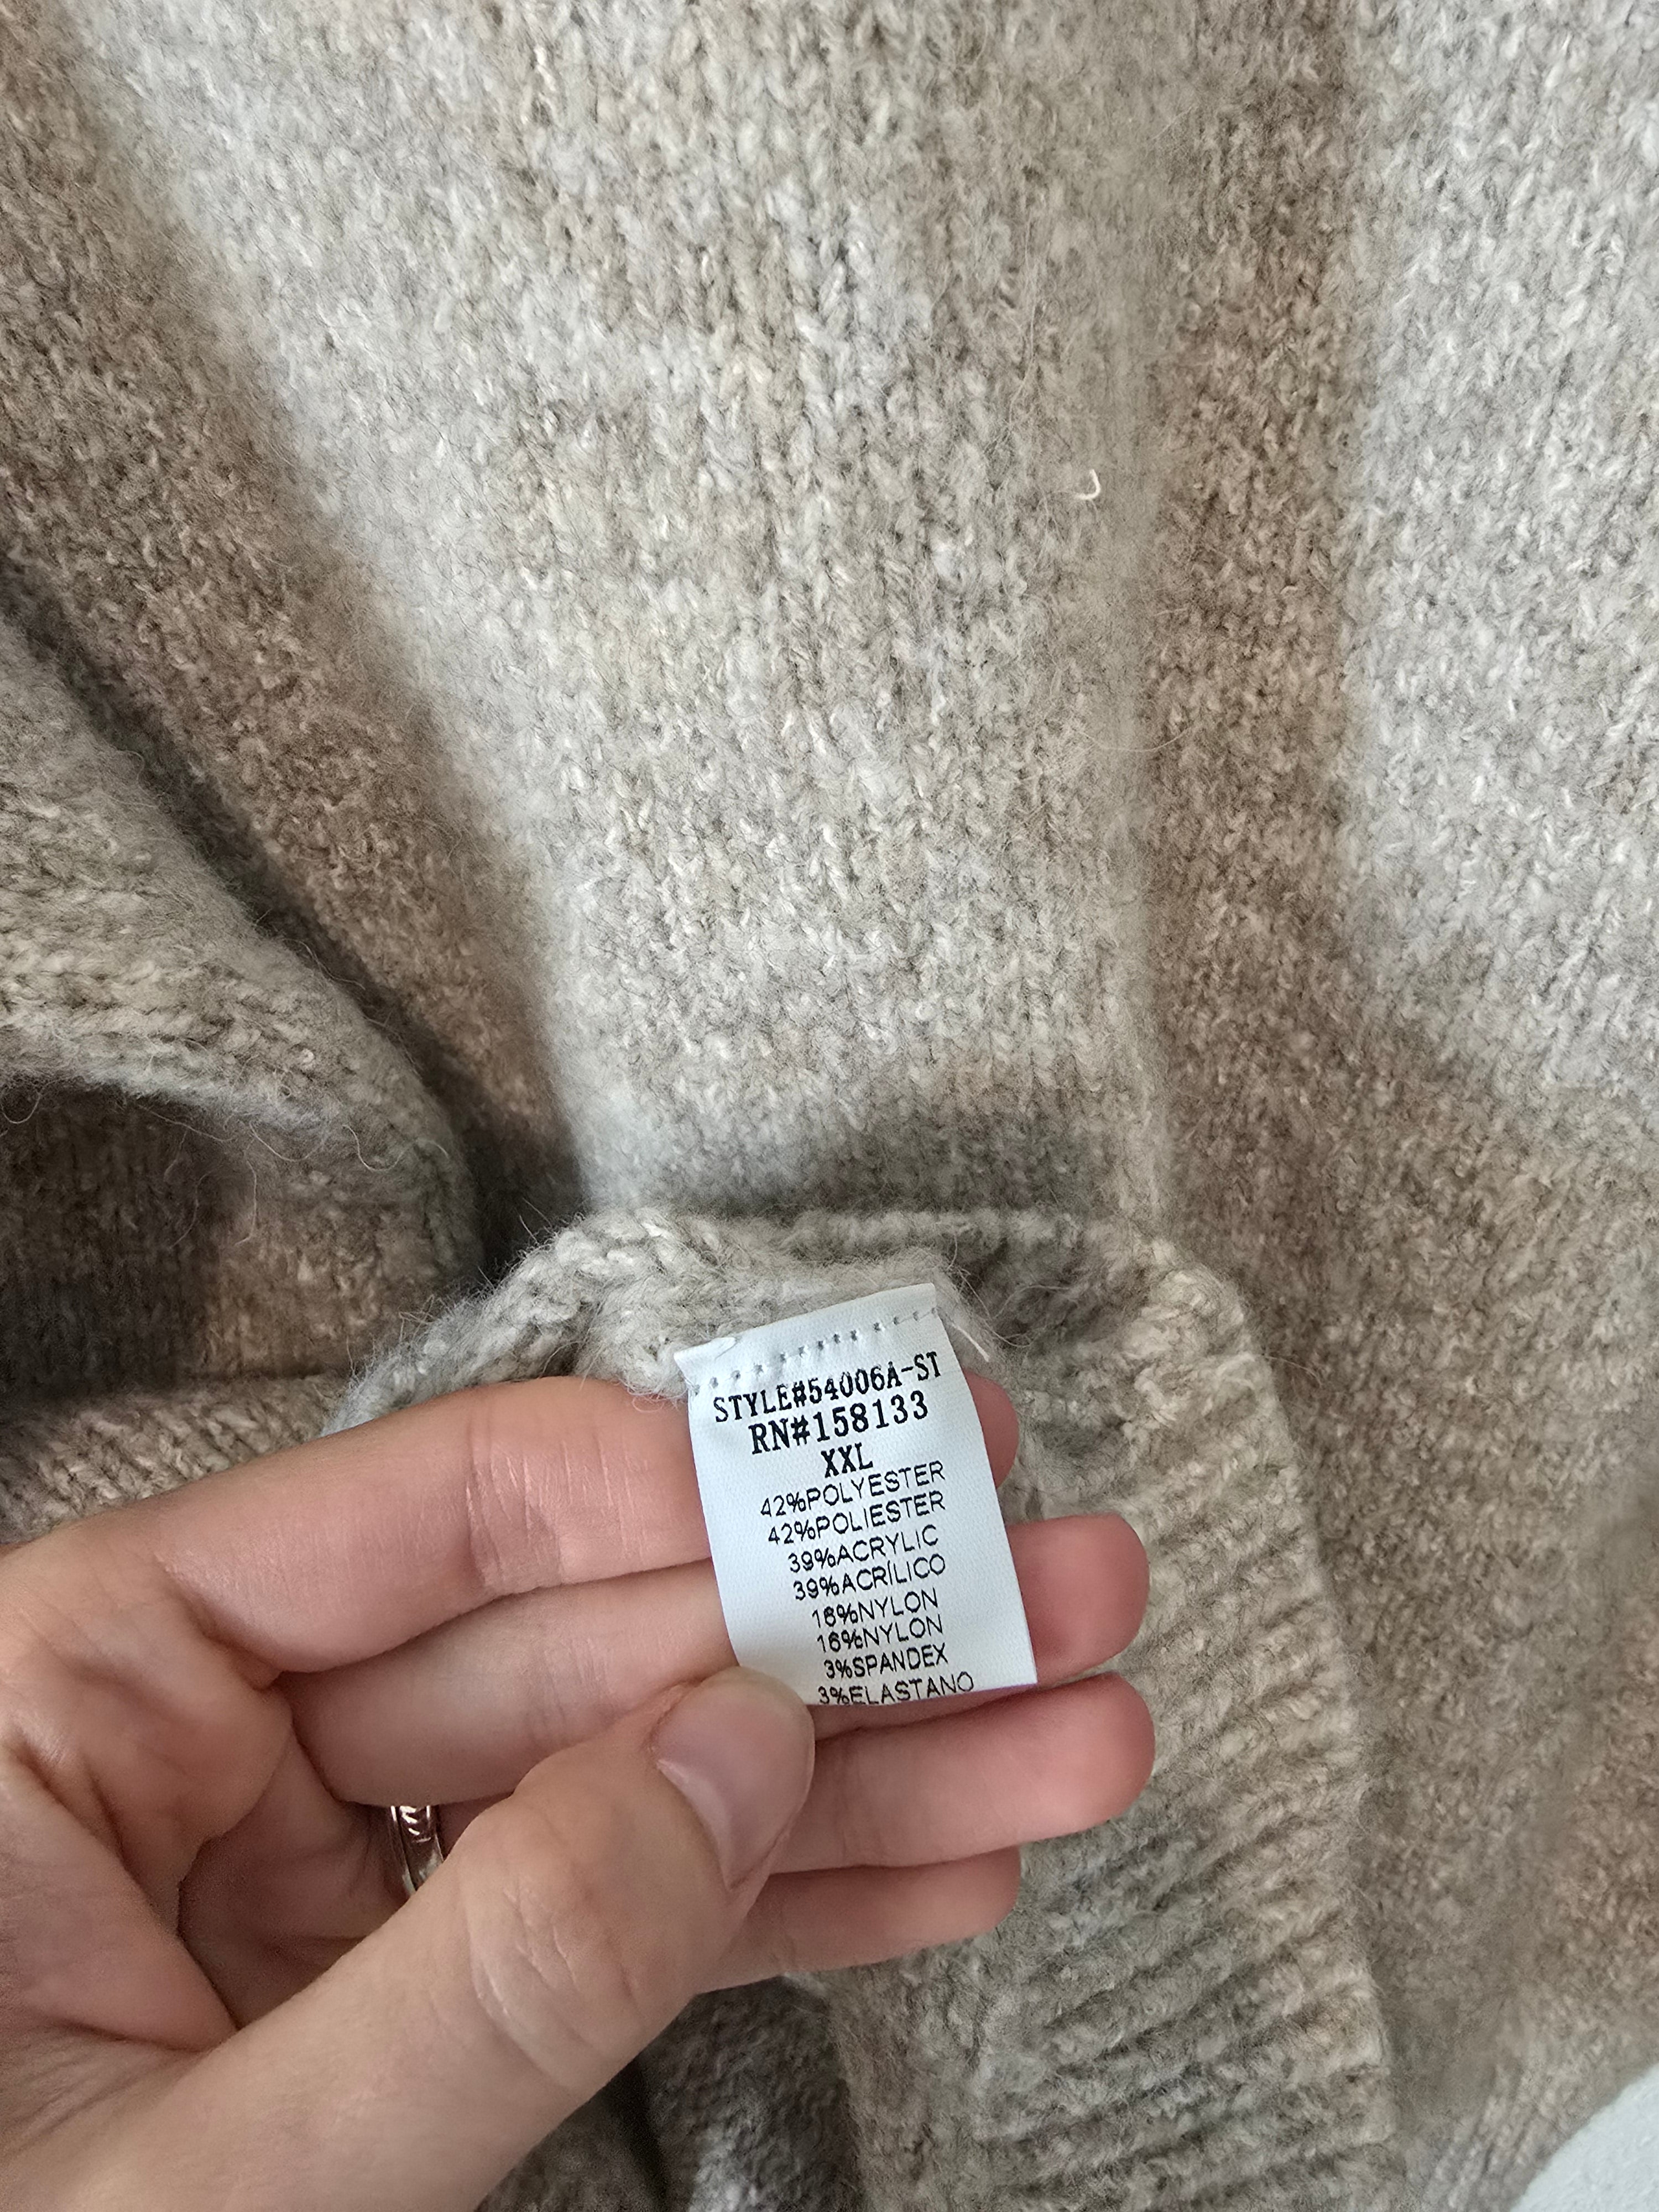 STYLE#54006A-ST
RN#158133
XXL
42%POLYESTER
42%POLIESTER
39%ACRYLIC
39%ACRÍLICO
16%NYLON
16%NYLON
3%SPANDEX
3%ELASTANO